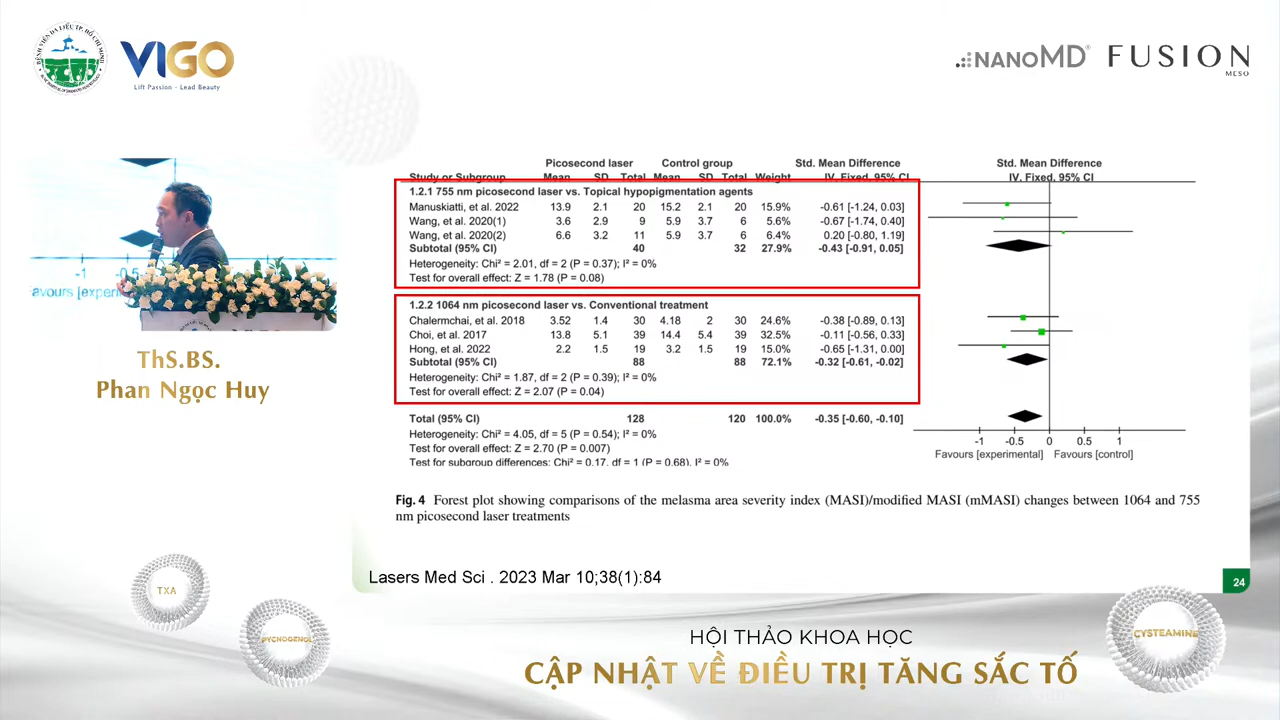 BỆNH VIỆN DA LIỄU TP. HỒ CHÍ MINH
VIGO
Lift Passion - Lead Beauty
NANOMD® FUSION
MESO
-1 -0.5
avours [experi
ThS.BS.
Phan Ngọc Huy
Picosecond laser Control group Std. Mean Difference Std. Mean Difference
Study or Subgroup Mean SD Total Mean SD Total Weight IV. Fixed. 95% CI IV. Fixed. 95% CI
1.2.1 755 nm picosecond laser vs. Topical hypopigmentation agents
Manuskiatti, et al. 2022 13.9 2.1 20 15.2 2.1 20 15.9% -0.61 [-1.24, 0.03]
Wang, et al. 2020(1) 3.6 2.9 9 5.9 3.7 6 5.6% -0.67 [-1.74, 0.40]
Wang, et al. 2020(2) 6.6 3.2 11 5.9 3.7 6 6.4% 0.20 [-0.80, 1.19]
Subtotal (95% CI) 40 32 27.9% -0.43 [-0.91, 0.05]
Heterogeneity: Chi² = 2.01, df = 2 (P = 0.37); I² = 0%
Test for overall effect: Z = 1.78 (P = 0.08)
1.2.2 1064 nm picosecond laser vs. Conventional treatment
Chalermchai, et al. 2018 3.52 1.4 30 4.18 2 30 24.6% -0.38 [-0.89, 0.13]
Choi, et al. 2017 13.8 5.1 39 14.4 5.4 39 32.5% -0.11 [-0.56, 0.33]
Hong, et al. 2022 2.2 1.5 19 3.2 1.5 19 15.0% -0.65 [-1.31, 0.00]
Subtotal (95% CI) 88 88 72.1% -0.32 [-0.61, -0.02]
Heterogeneity: Chi² = 1.87, df = 2 (P = 0.39); I² = 0%
Test for overall effect: Z = 2.07 (P = 0.04)
Total (95% CI) 128 120 100.0% -0.35 [-0.60, -0.10]
Heterogeneity: Chi² = 4.05, df = 5 (P = 0.54); I² = 0%
Test for overall effect: Z = 2.70 (P = 0.007)
Test for subgroup differences: Chi² = 0.17, df = 1 (P = 0.68), I² = 0%
-1 -0.5 0 0.5 1
Favours [experimental] Favours [control]
Fig. 4 Forest plot showing comparisons of the melasma area severity index (MASI)/modified MASI (mMASI) changes between 1064 and 755
nm picosecond laser treatments
Lasers Med Sci . 2023 Mar 10;38(1):84
24
TXA
PYCNOGENOL
CYSTEAMINE
HỘI THẢO KHOA HỌC
CẬP NHẬT VỀ ĐIỀU TRỊ TĂNG SẮC TỐ